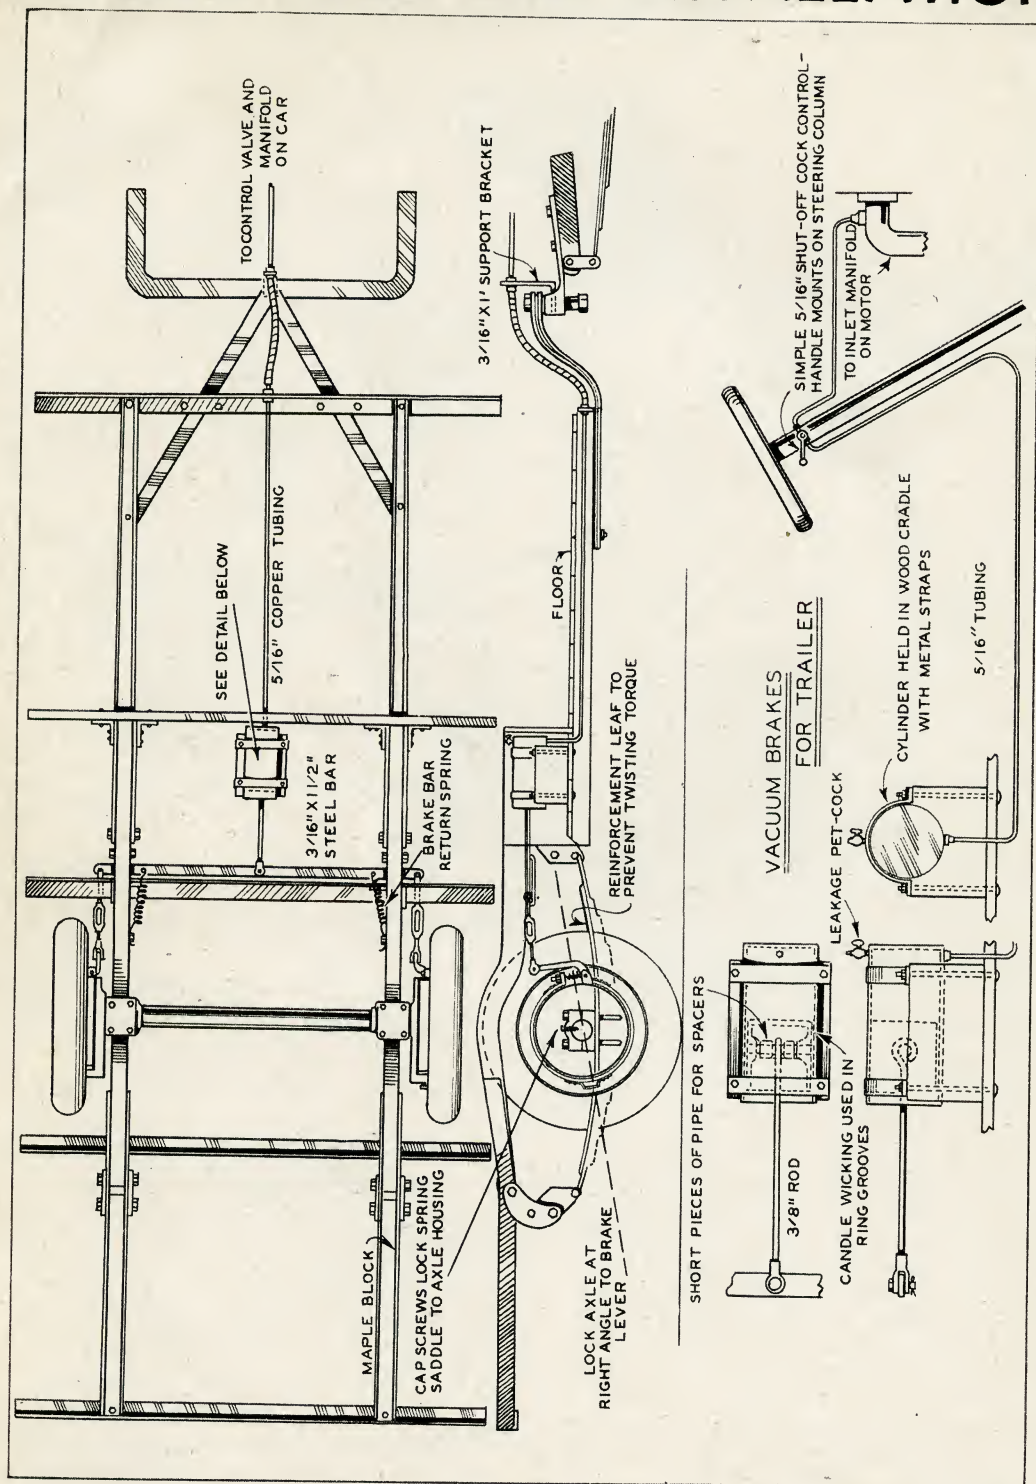 TO CONTROL VALVE AND
MANIFOLD
ON CAR
SEE DETAIL BELOW
5/16" COPPER TUBING
3/16" X 1 1/2"
STEEL BAR
BRAKE BAR
RETURN SPRING
MAPLE BLOCK
CAP SCREWS LOCK SPRING
SADDLE TO AXLE HOUSING
3/16" X 1' SUPPORT BRACKET
FLOOR
REINFORCEMENT LEAF TO
PREVENT TWISTING TORQUE
LOCK AXLE AT
RIGHT ANGLE TO BRAKE
LEVER
SHORT PIECES OF PIPE FOR SPACERS
VACUUM BRAKES
FOR TRAILER
SIMPLE 5/16" SHUT-OFF COCK CONTROL-
HANDLE MOUNTS ON STEERING COLUMN
TO INLET MANIFOLD
ON MOTOR
LEAKAGE PET-COCK
CYLINDER HELD IN WOOD CRADLE
WITH METAL STRAPS
5/16" TUBING
3/8" ROD
CANDLE WICKING USED IN
RING GROOVES